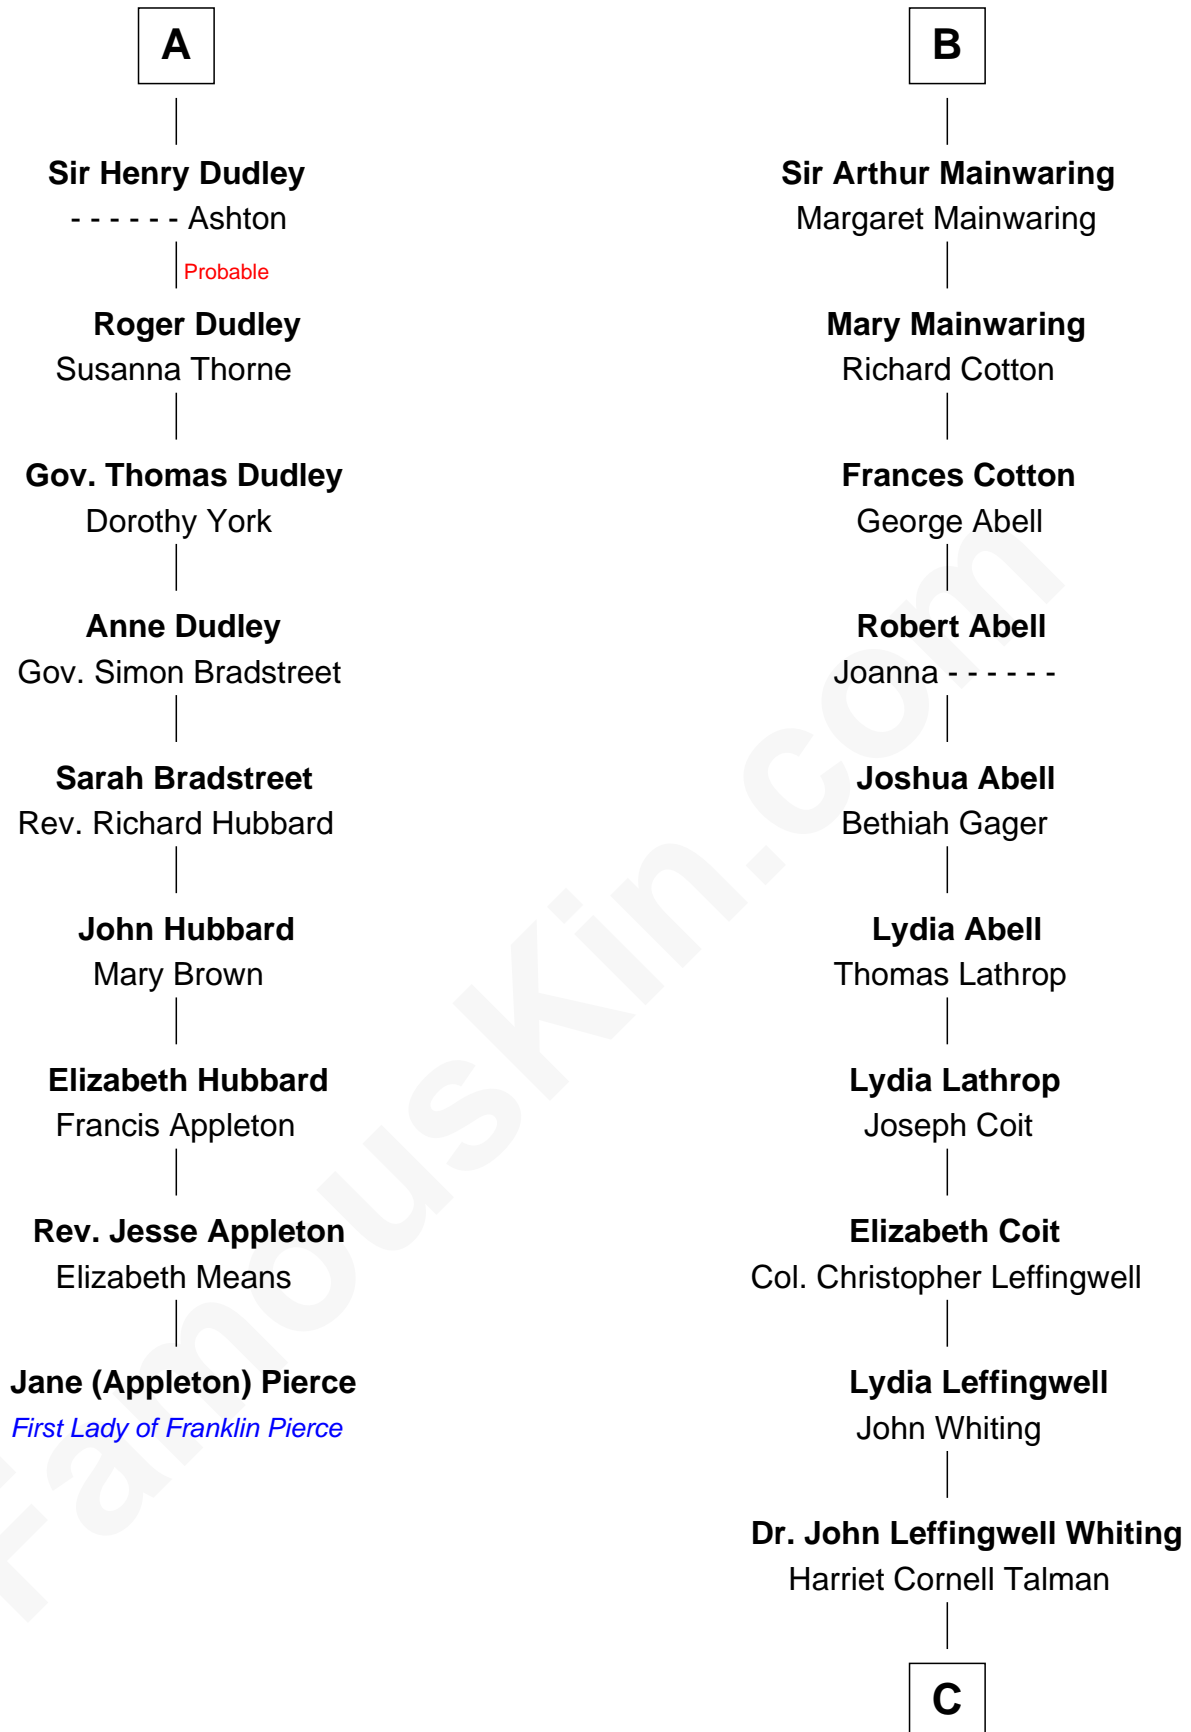 A
Sir Henry Dudley
- - - - - - Ashton
Probable
Roger Dudley
Susanna Thorne
Gov. Thomas Dudley
Dorothy York
Anne Dudley
Gov. Simon Bradstreet
Sarah Bradstreet
Rev. Richard Hubbard
John Hubbard
Mary Brown
Elizabeth Hubbard
Francis Appleton
Rev. Jesse Appleton
Elizabeth Means
Jane (Appleton) Pierce
First Lady of Franklin Pierce
B
Sir Arthur Mainwaring
Margaret Mainwaring
Mary Mainwaring
Richard Cotton
Frances Cotton
George Abell
Robert Abell
Joanna - - - - - -
Joshua Abell
Bethiah Gager
Lydia Abell
Thomas Lathrop
Lydia Lathrop
Joseph Coit
Elizabeth Coit
Col. Christopher Leffingwell
Lydia Leffingwell
John Whiting
Dr. John Leffingwell Whiting
Harriet Cornell Talman
C
FamousKin.com